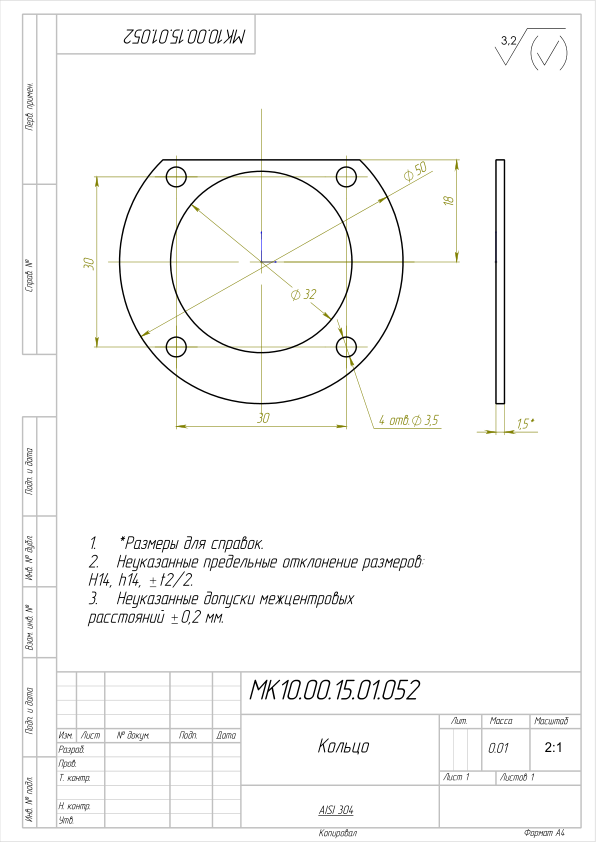 МК10.00.15.01.052
3,2
Перв. примен.
Справ. №
∅50
18
30
∅32
30
4 отв.∅3,5
1,5*
Подп. и дата
Инв. № дубл.
Взам. инв. №
Подп. и дата
Инв. № подл.
1. *Размеры для справок.
2. Неуказанные предельные отклонение размеров:
H14, h14, ±t2/2.
3. Неуказанные допуски межцентровых
расстояний ±0,2 мм.
МК10.00.15.01.052
Изм. Лист № докум. Подп. Дата
Разраб.
Пров.
Т. контр.
Н. контр.
Утв.
Кольцо
Лит. Масса Масштаб
0.01 2:1
Лист 1 Листов 1
AISI 304
Копировал Формат А4